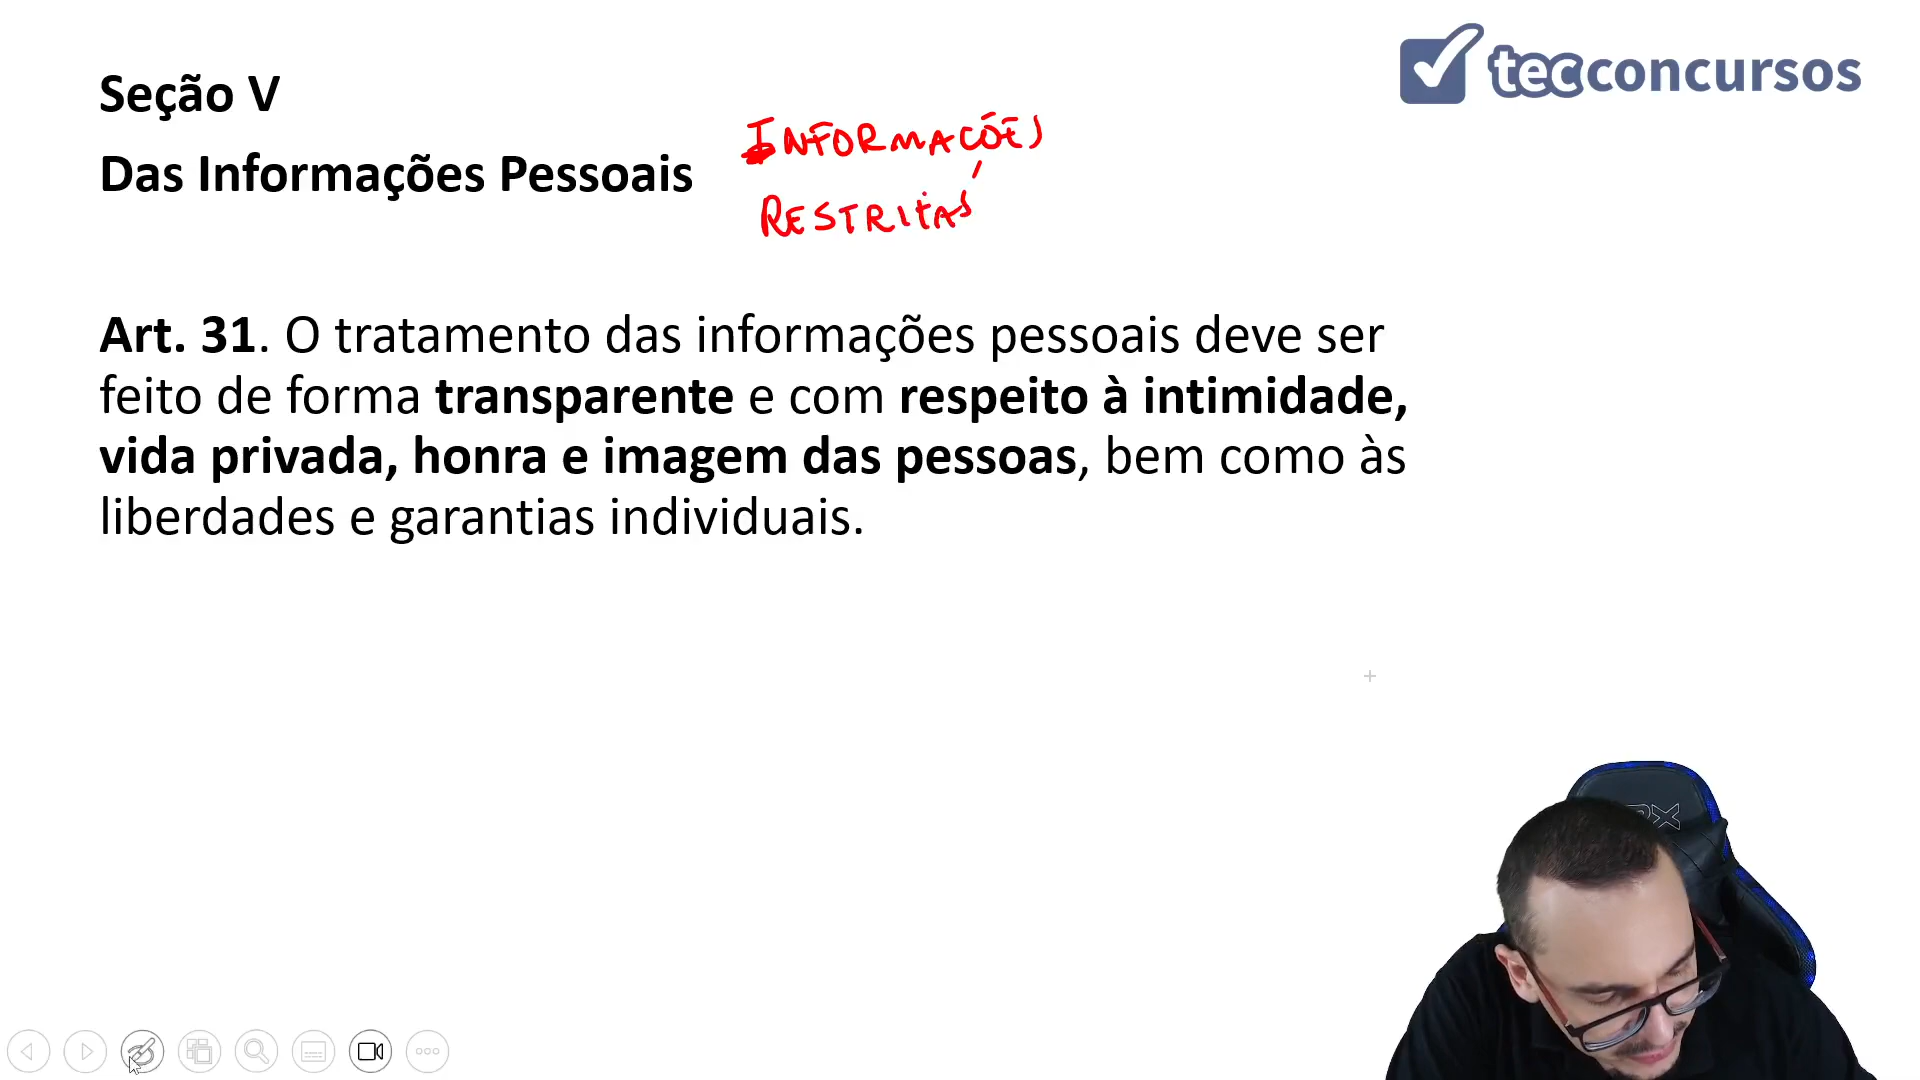 tecconcursos
Seção V
Das Informações Pessoais
INFORMAÇÕES
RESTRITAS
Art. 31. O tratamento das informações pessoais deve ser
feito de forma transparente e com respeito à intimidade,
vida privada, honra e imagem das pessoas, bem como às
liberdades e garantias individuais.